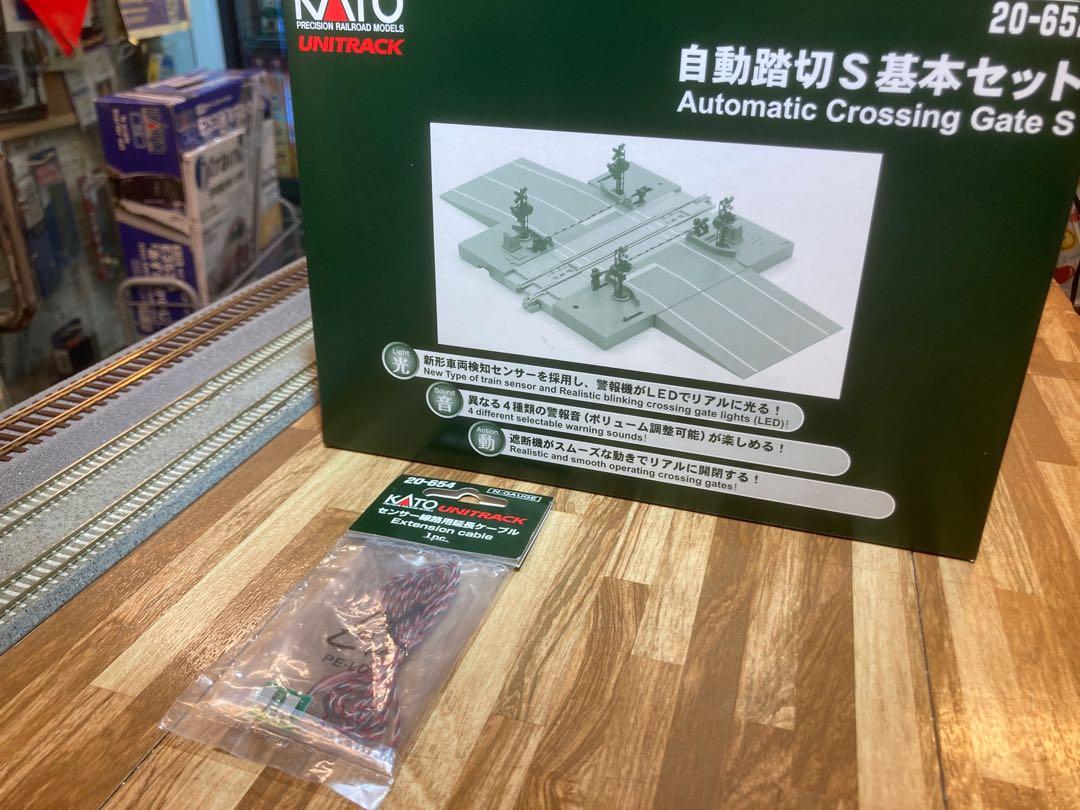 KATO
PRECISION RAILROAD MODELS
UNITRACK
20-65
自動踏切S基本セット
Automatic Crossing Gate S
Light
光
新形車両検知センサーを採用し、警報機がLEDでリアルに光る!
New Type of train sensor and Realistic blinking crossing gate lights (LED)!
Sound
音
異なる4種類の警報音(ボリューム調整可能)が楽しめる!
4 different selectable warning sounds!
Action
動
遮断機がスムーズな動きでリアルに開閉する!
Realistic and smooth operating crossing gates!
20-654
N-GAUGE
KATO UNITRACK
センサー線路用延長ケーブル
Extension cable
1pc.
PE-LD